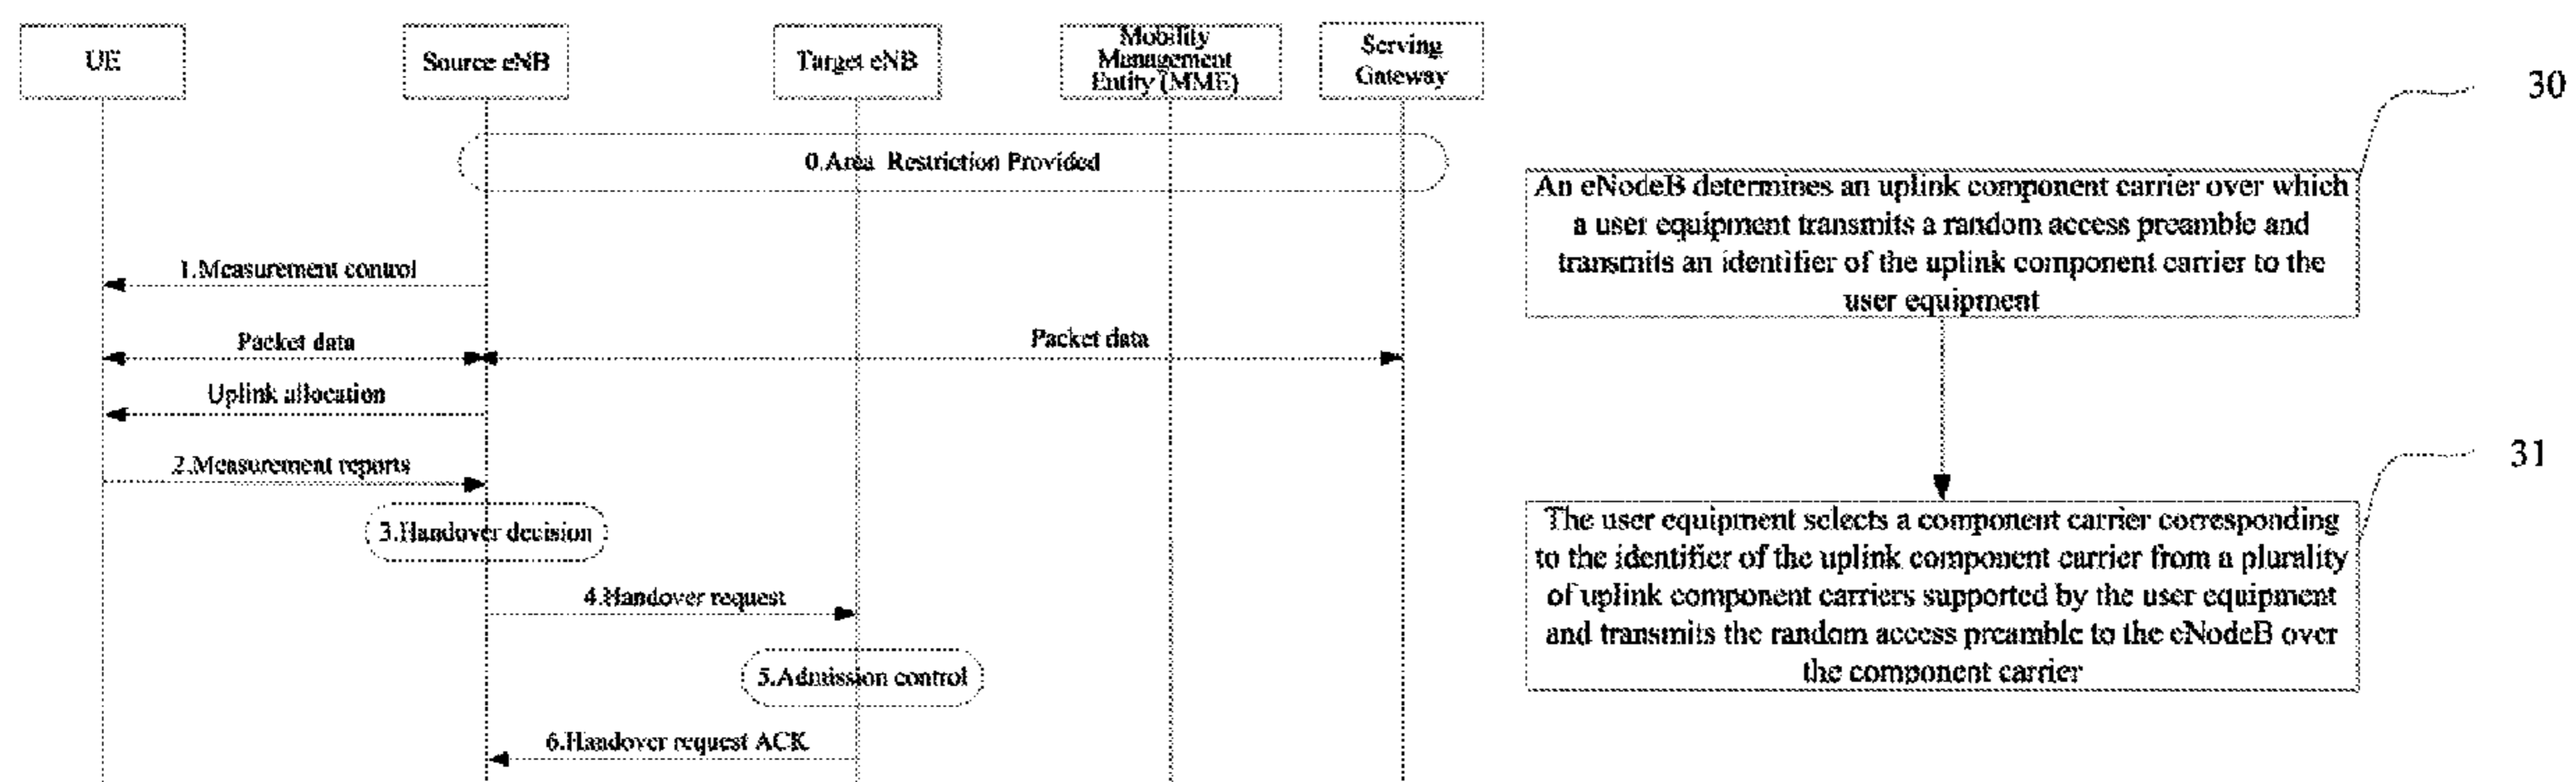 UE
Source eNB
Target eNB
Mobility
Management
Entity (MME)
Serving
Gateway
0.Area Restriction Provided
1.Measurement control
Packet data
Packet data
Uplink allocation
2.Measurement reports
3.Handover decision
4.Handover request
5.Admission control
6.Handover request ACK
30
An eNodeB determines an uplink component carrier over which
a user equipment transmits a random access preamble and
transmits an identifier of the uplink component carrier to the
user equipment
31
The user equipment selects a component carrier corresponding
to the identifier of the uplink component carrier from a plurality
of uplink component carriers supported by the user equipment
and transmits the random access preamble to the eNodeB over
the component carrier